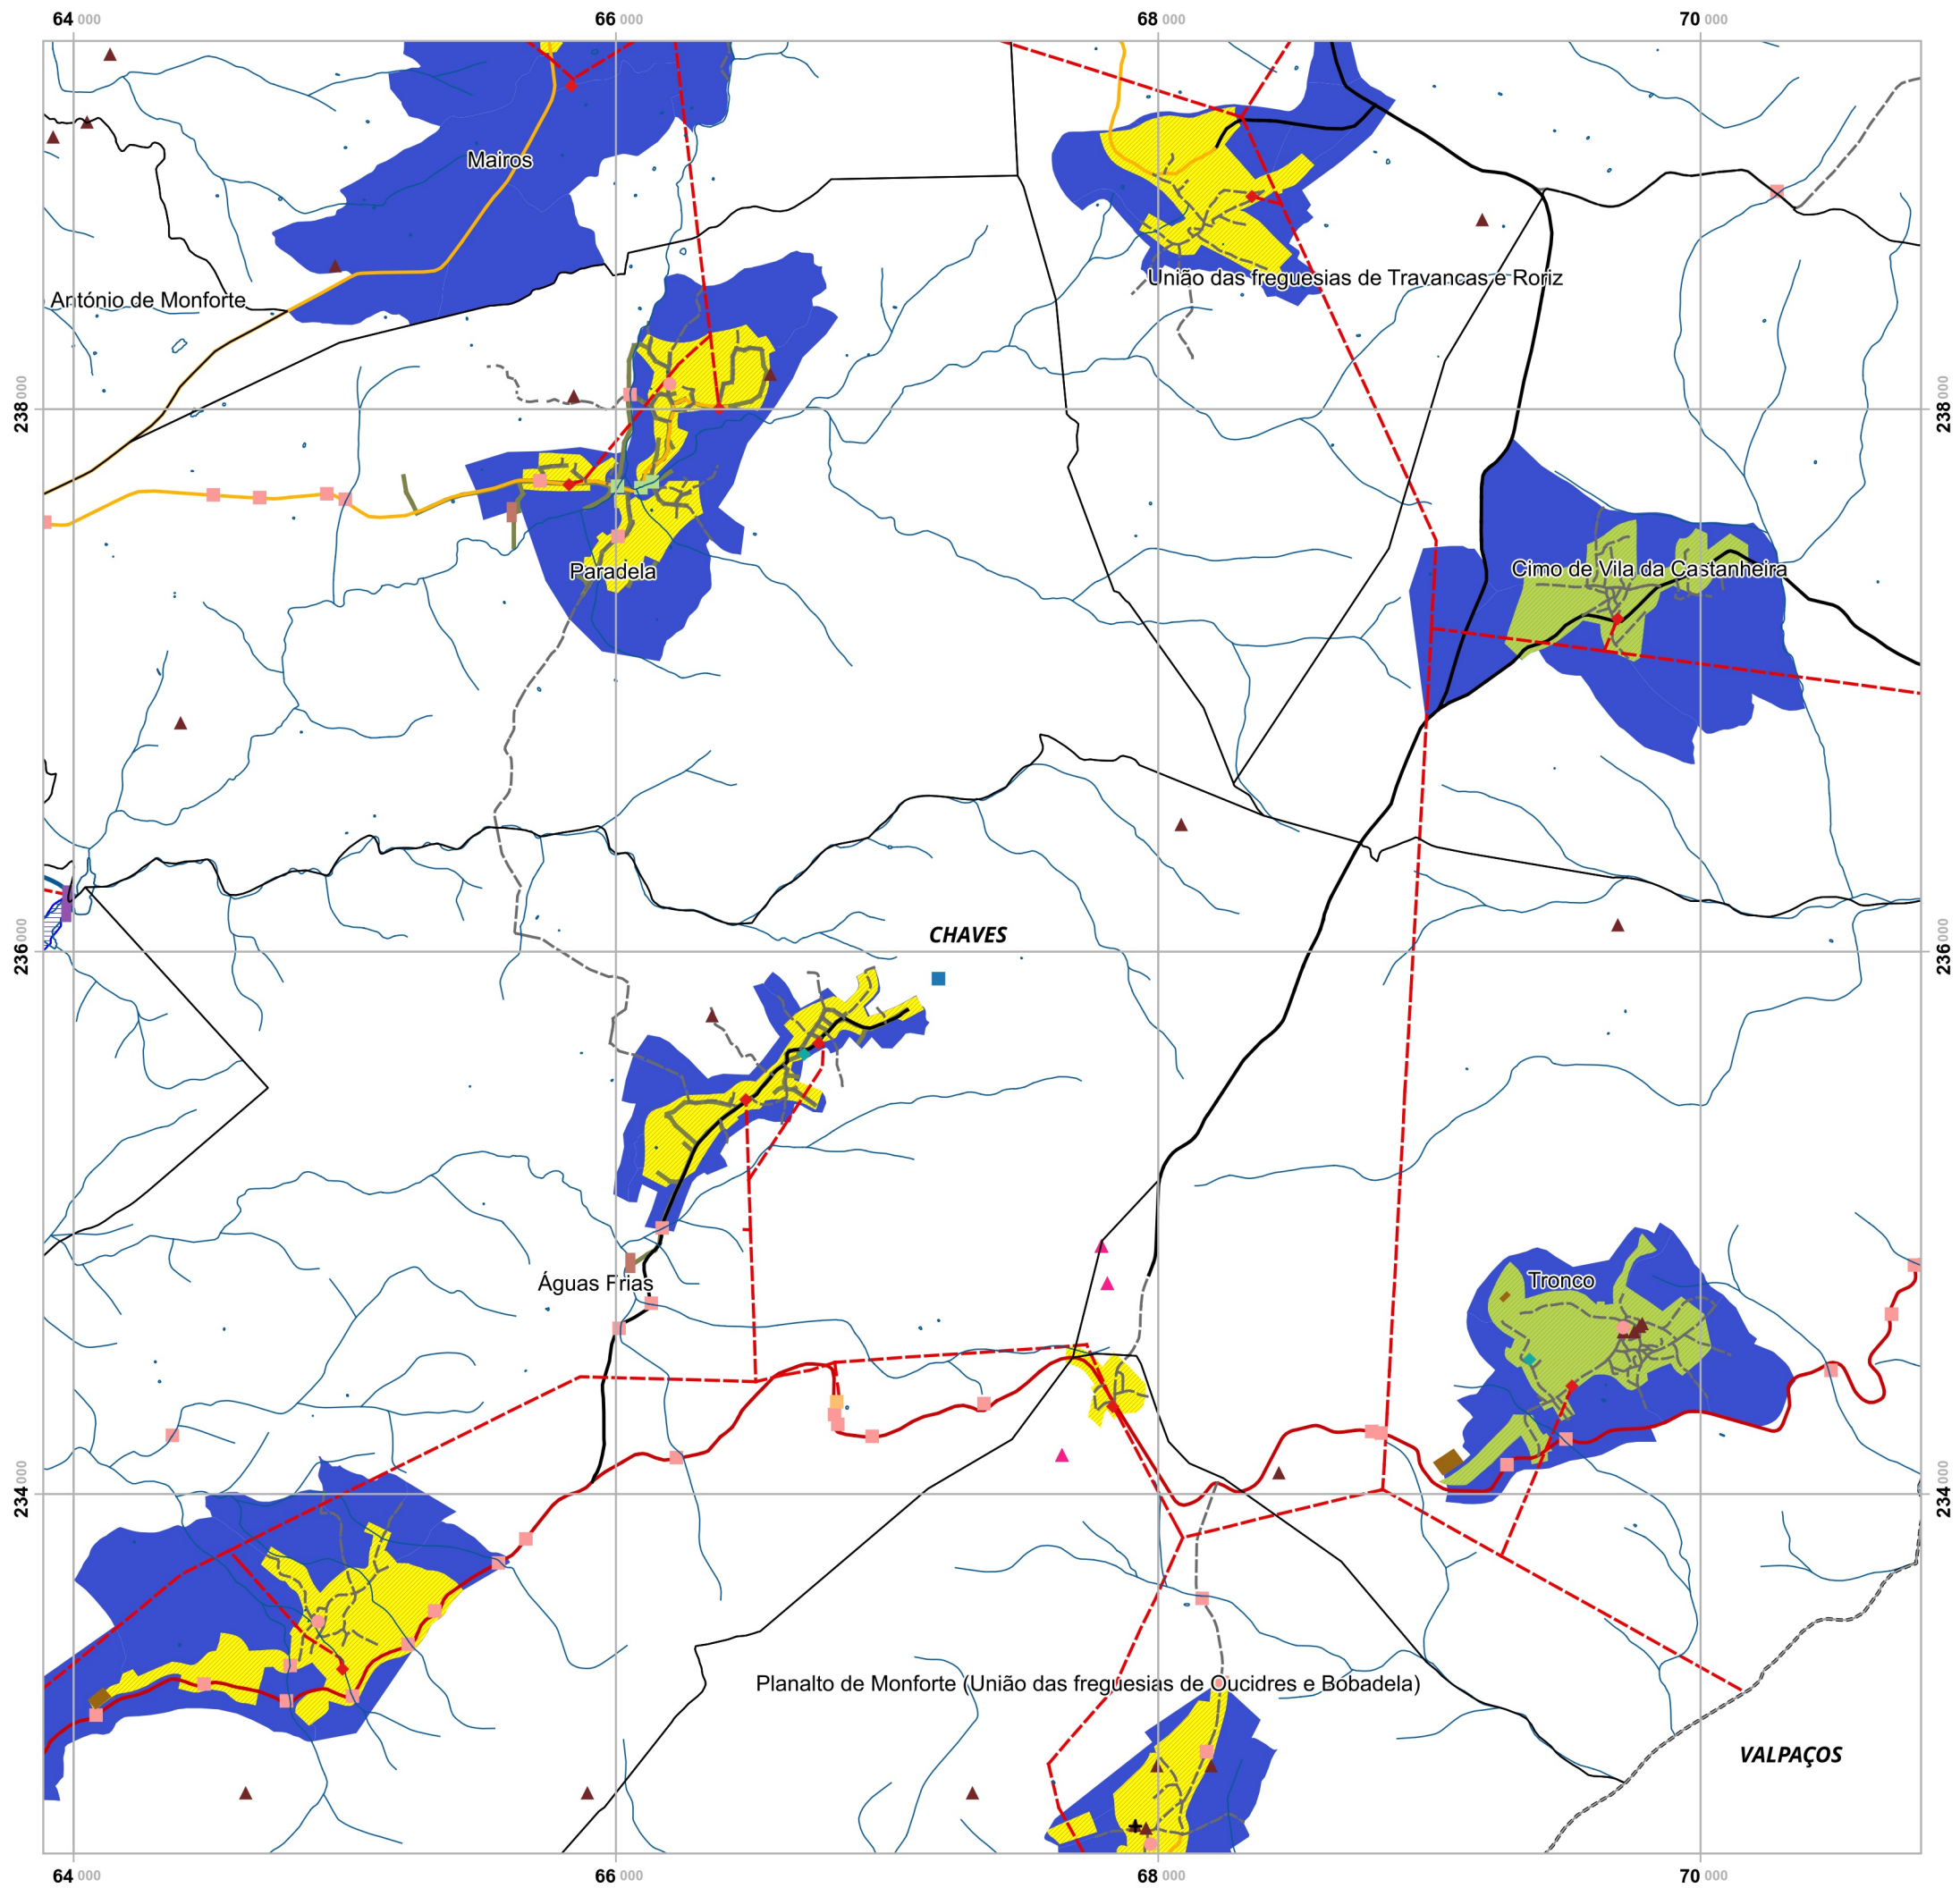 64 000 66 000 68 000 70 000
Mairos
União das freguesias de Travancas e Roriz
António de Monforte
238 000 238 000
Paradela
Cimo de Vila da Castanheira
236 000 236 000
CHAVES
Águas Frias
Tronco
234 000 234 000
Planalto de Monforte (União das freguesias de Oucidres e Bobadela)
VALPAÇOS
64 000 66 000 68 000 70 000